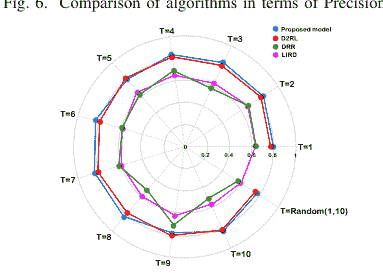 Fig. 6. Comparison of algorithms in terms of Precision
T=4
Proposed model
D2RL
DRR
LIRD
T=3
T=5
T=2
T=6
T=1
0 0.2 0.4 0.6 0.8 1
T=7
T=Random(1,10)
T=8
T=10
T=9